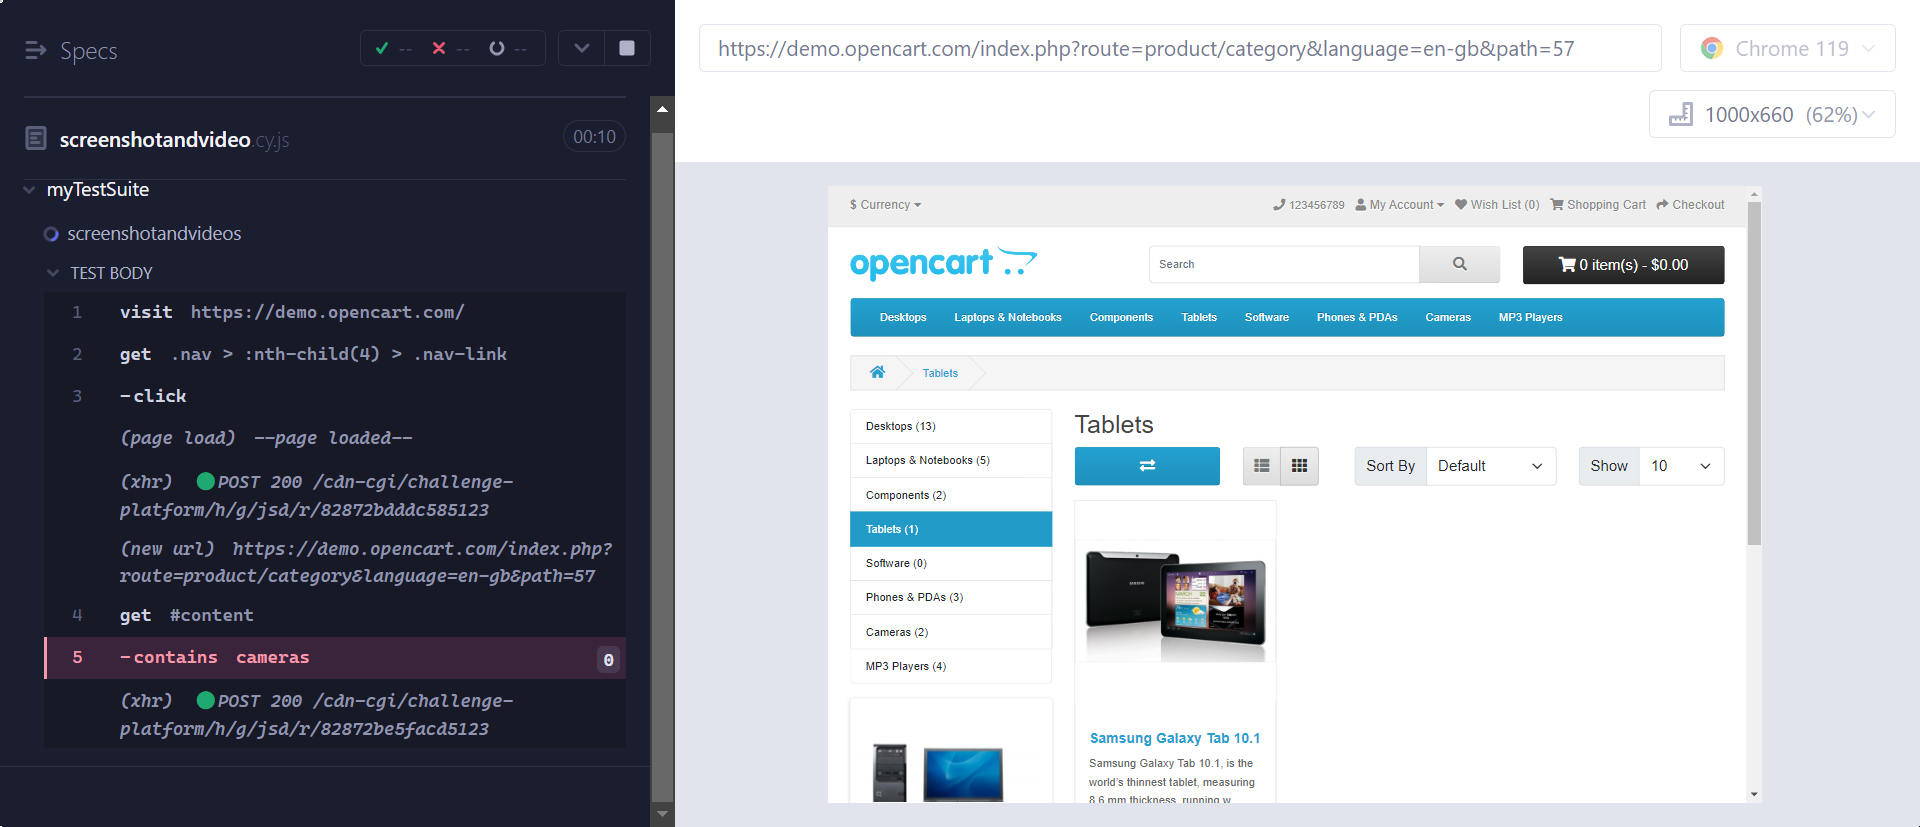 Specs
-- -- --
screenshotandvideo.cy.js
00:10
myTestSuite
screenshotandvideos
TEST BODY
1 visit https://demo.opencart.com/
2 get .nav > :nth-child(4) > .nav-link
3 -click
(page load) --page loaded--
(xhr) POST 200 /cdn-cgi/challenge-
platform/h/g/jsd/r/82872bdddc585123
(new url) https://demo.opencart.com/index.php?
route=product/category&language=en-gb&path=57
4 get #content
5 -contains cameras 0
(xhr) POST 200 /cdn-cgi/challenge-
platform/h/g/jsd/r/82872be5facd5123
https://demo.opencart.com/index.php?route=product/category&language=en-gb&path=57
Chrome 119
1000x660 (62%)
$ Currency
123456789 My Account Wish List (0) Shopping Cart Checkout
opencart
Search
0 item(s) - $0.00
Desktops Laptops & Notebooks Components Tablets Software Phones & PDAs Cameras MP3 Players
Tablets
Desktops (13)
Laptops & Notebooks (5)
Components (2)
Tablets (1)
Software (0)
Phones & PDAs (3)
Cameras (2)
MP3 Players (4)
Tablets
Sort By Default
Show 10
SAMSUNG
Samsung Galaxy Tab 10.1
Samsung Galaxy Tab 10.1, is the
world's thinnest tablet, measuring
8.6 mm thickness, running w